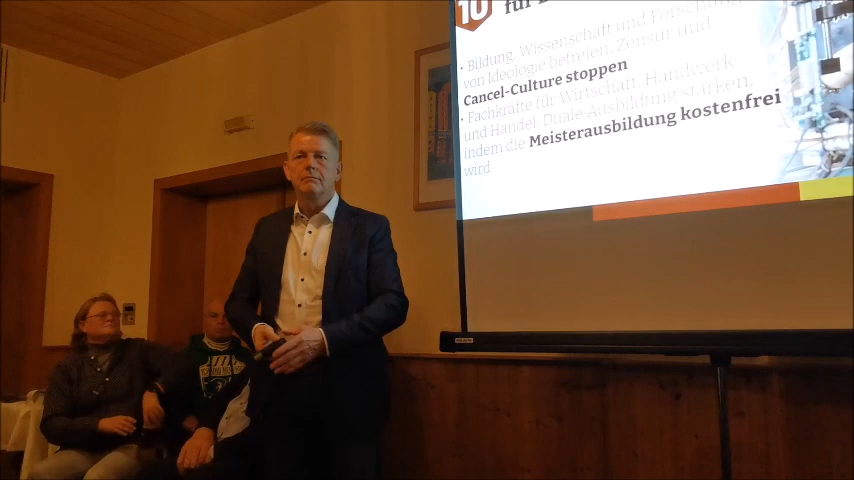 10
für
• Bildung, Wissenschaft und Forschung
von Ideologie befreien, Zensur und
Cancel-Culture stoppen
• Fachkräfte für Wirtschaft, Handwerk
und Handel: Duale Ausbildung stärken,
indem die Meisterausbildung kostenfrei
wird